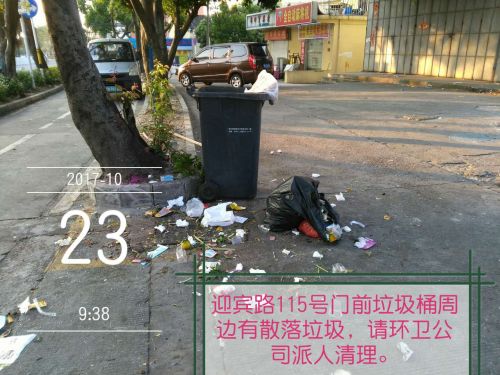 2017-10
23
9:38
迎宾路115号门前垃圾桶周
边有散落垃圾，请环卫公
司派人清理。